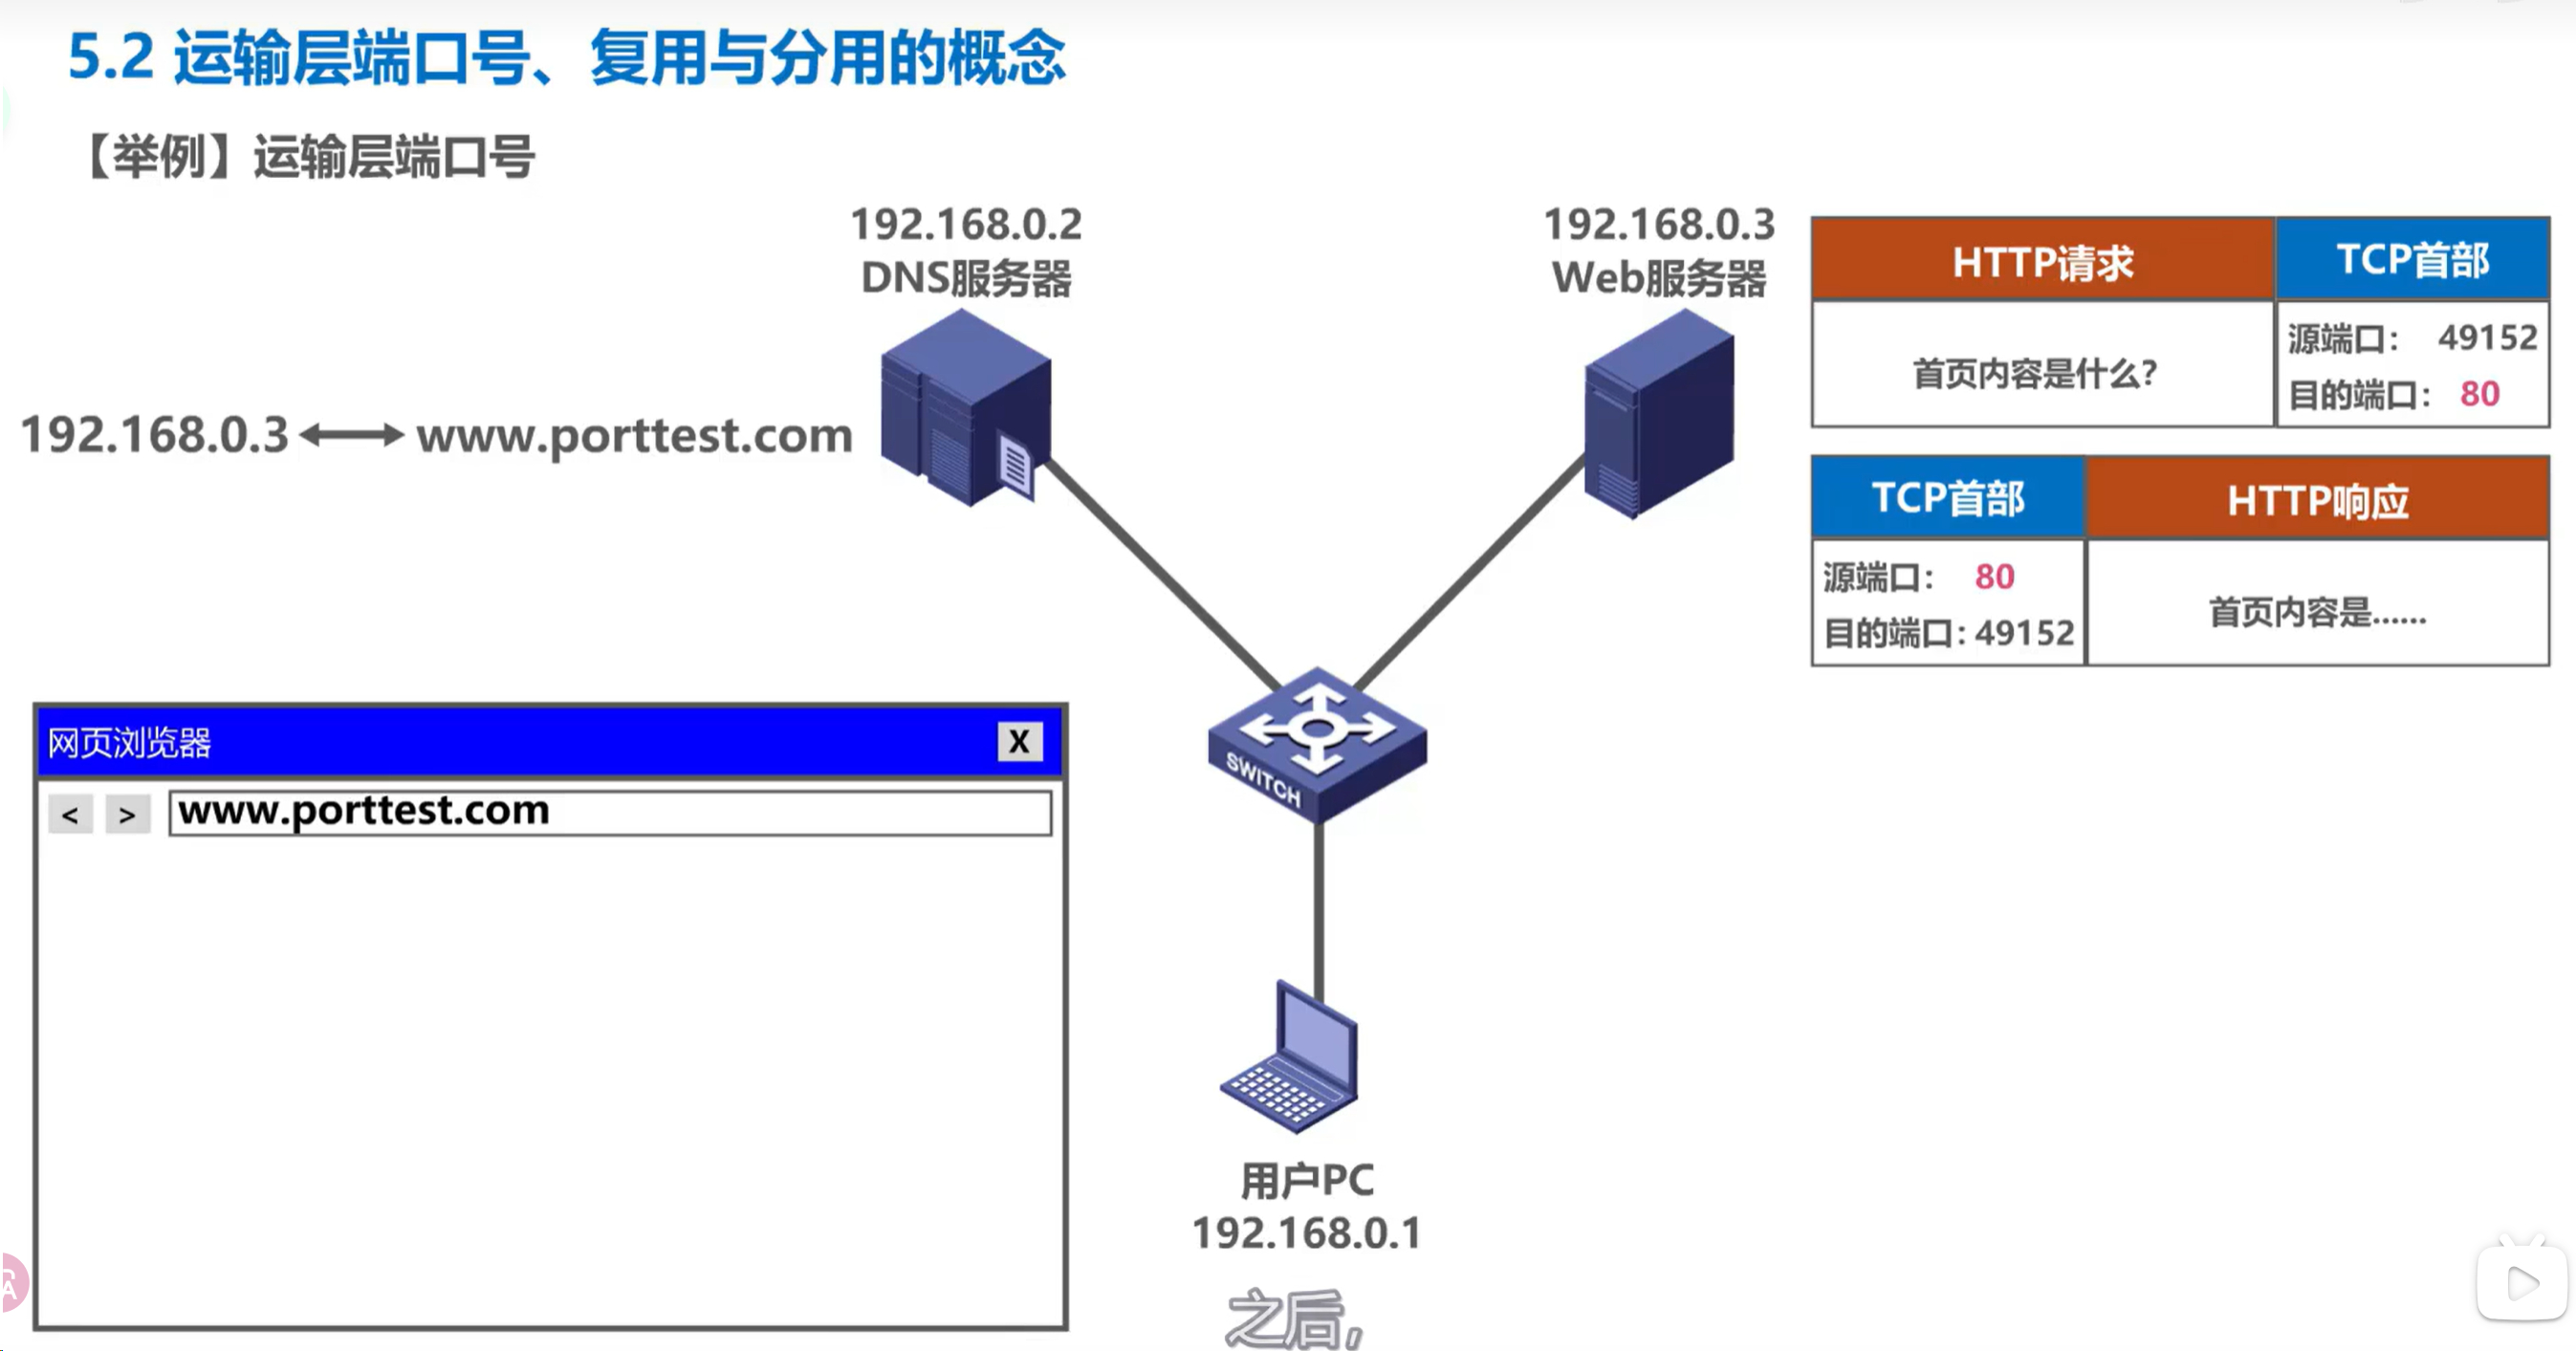 5.2 运输层端口号、复用与分用的概念
【举例】运输层端口号
192.168.0.2
DNS服务器
192.168.0.3
Web服务器
192.168.0.3
www.porttest.com
HTTP请求
TCP首部
首页内容是什么?
源端口: 49152
目的端口: 80
TCP首部
HTTP响应
源端口: 80
目的端口: 49152
首页内容是......
网页浏览器
X
< >
www.porttest.com
SWITCH
用户PC
192.168.0.1
之后,